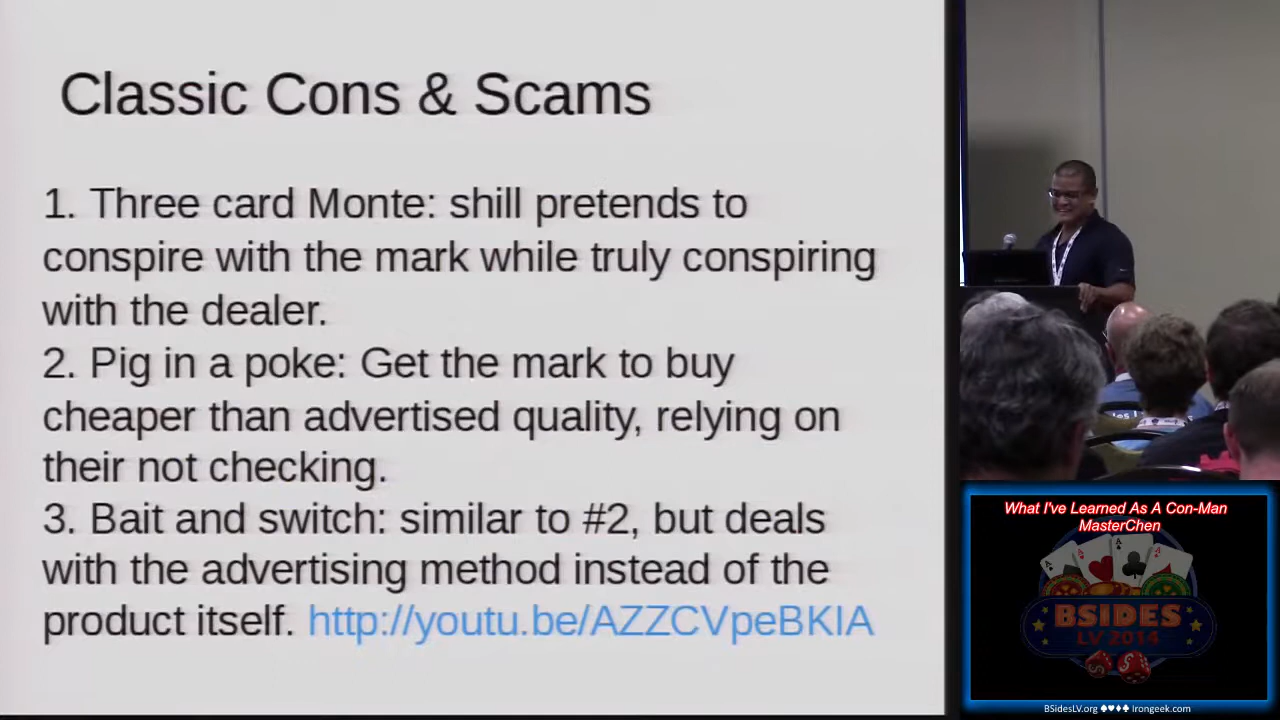 Classic Cons & Scams
1. Three card Monte: shill pretends to
conspire with the mark while truly conspiring
with the dealer.
2. Pig in a poke: Get the mark to buy
cheaper than advertised quality, relying on
their not checking.
3. Bait and switch: similar to #2, but deals
with the advertising method instead of the
product itself. http://youtu.be/AZZCVpeBKIA
What I've Learned As A Con-Man
MasterChen
BSIDES
LV 2014
BSidesLV.org ♠♥♦♣ Irongeek.com